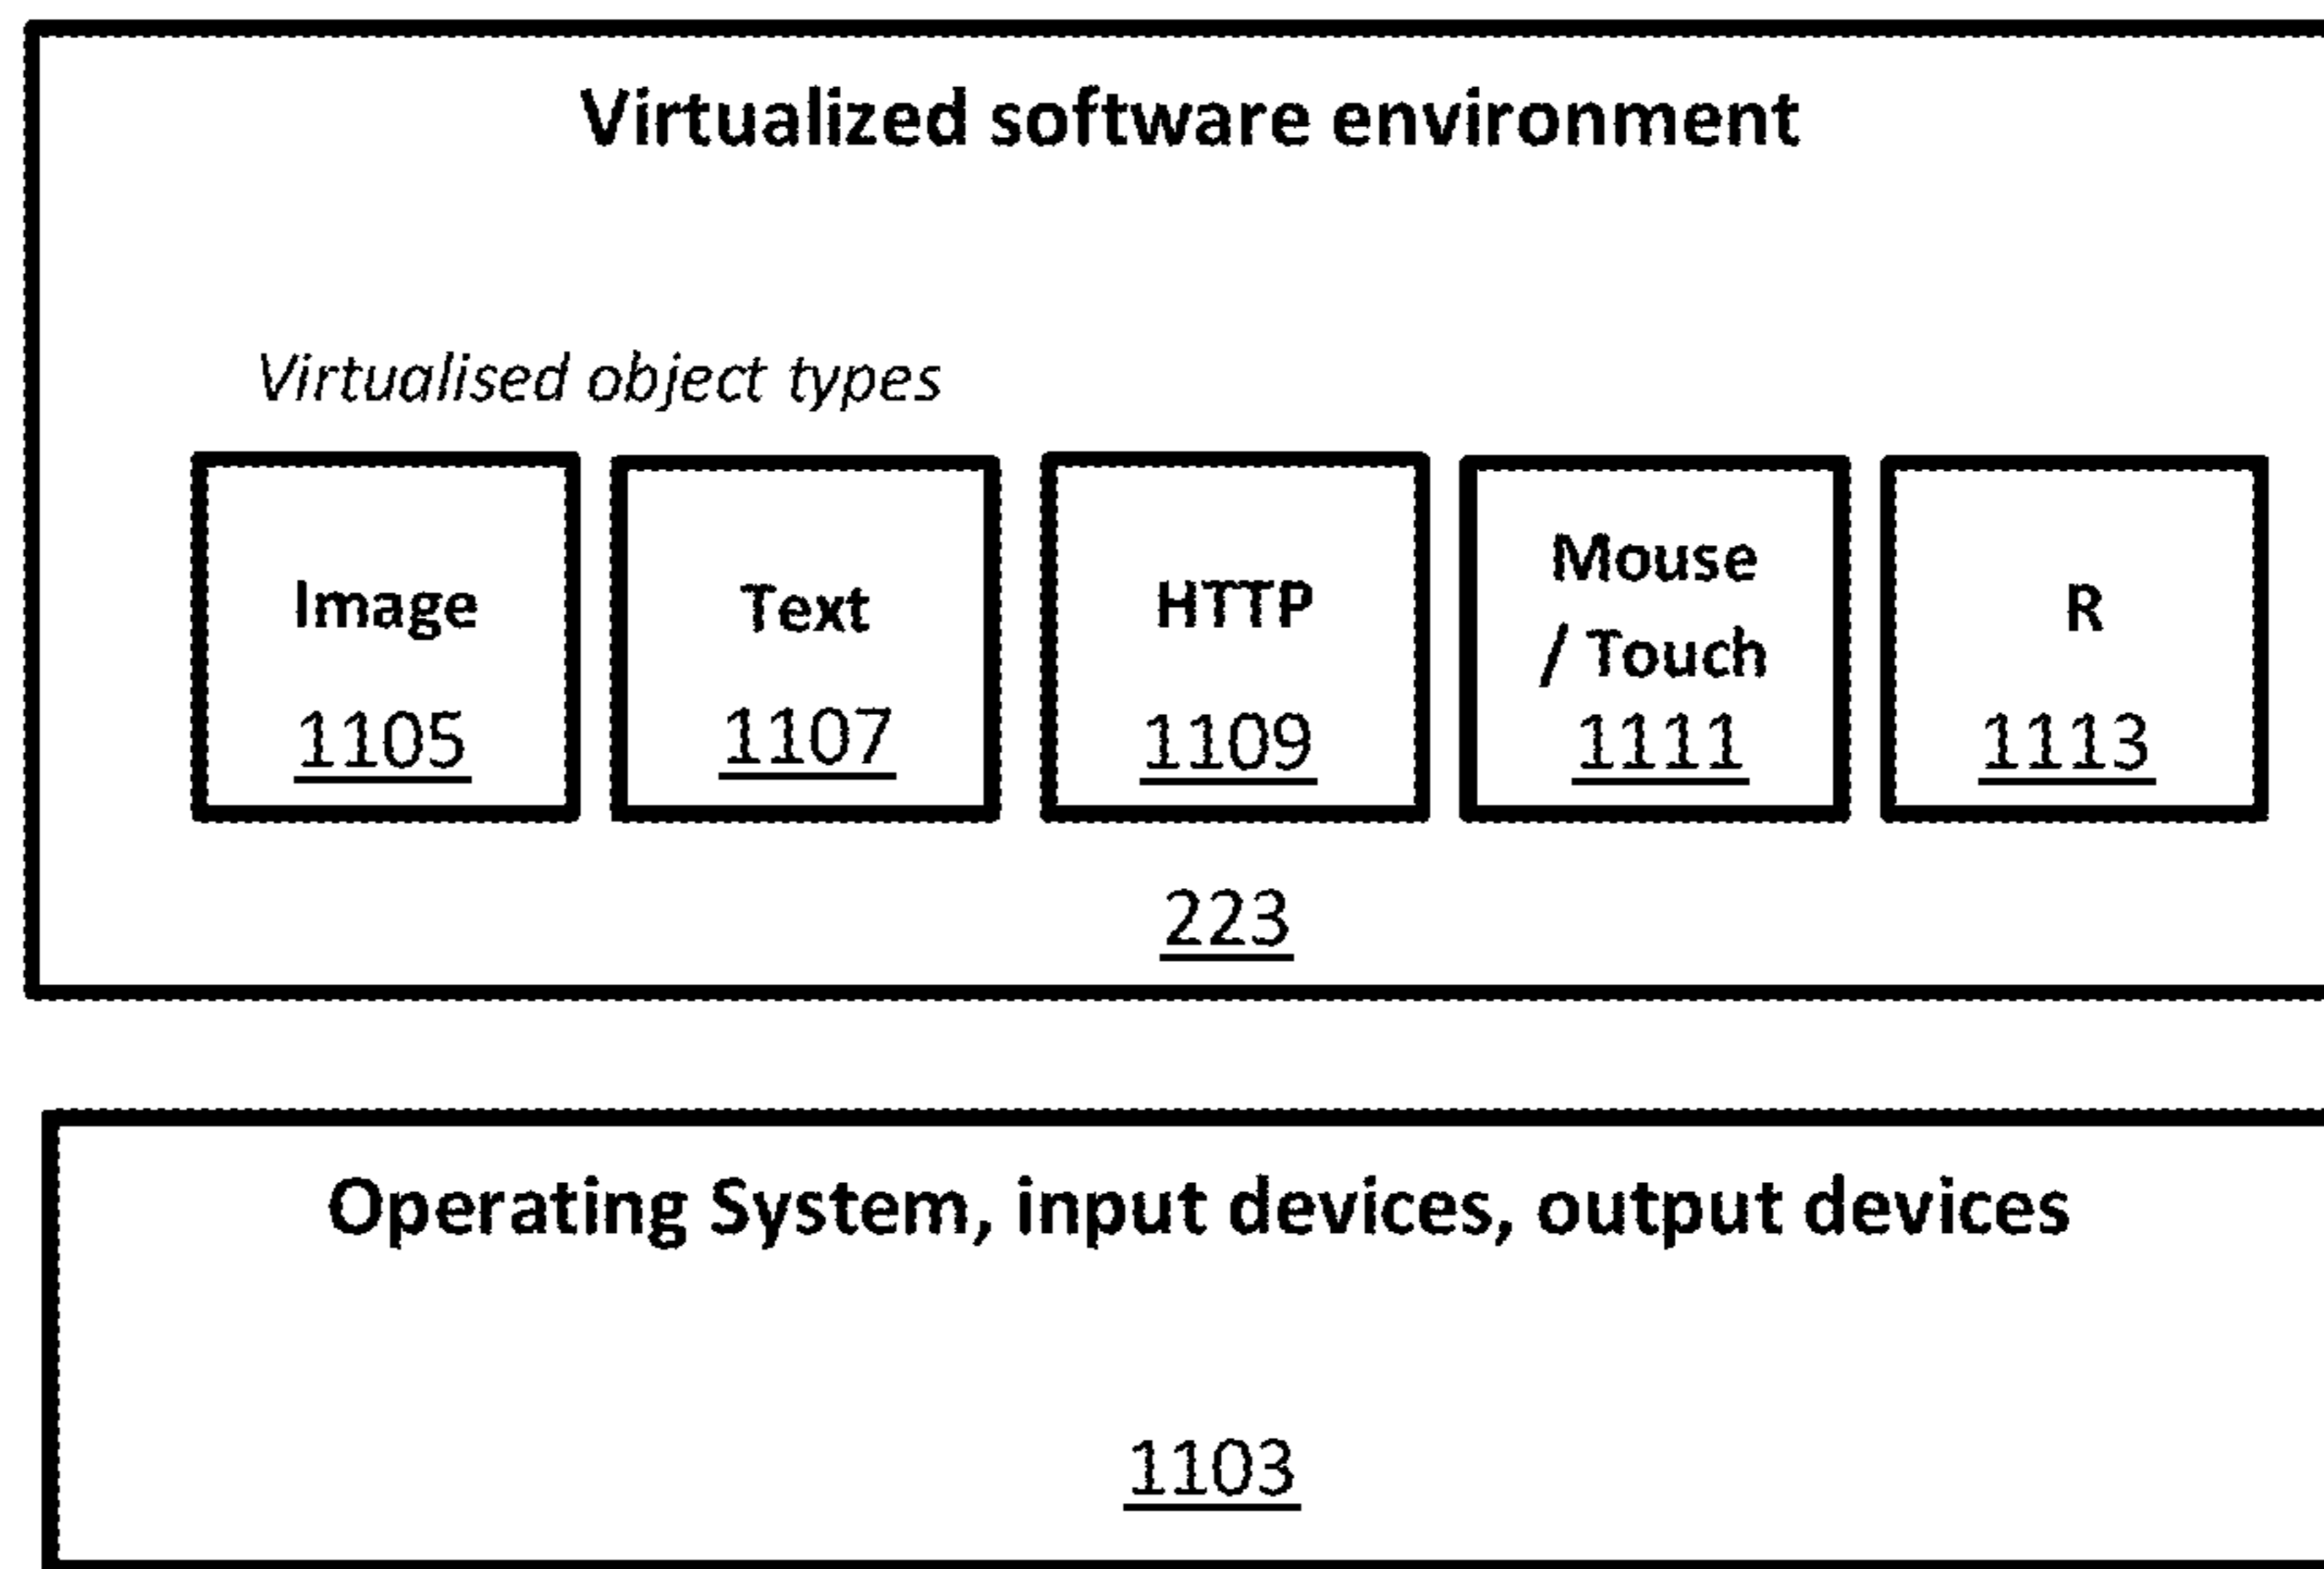 Virtualized software environment
Virtualised object types
Image
1105
Text
1107
HTTP
1109
Mouse
/ Touch
1111
R
1113
223
Operating System, input devices, output devices
1103